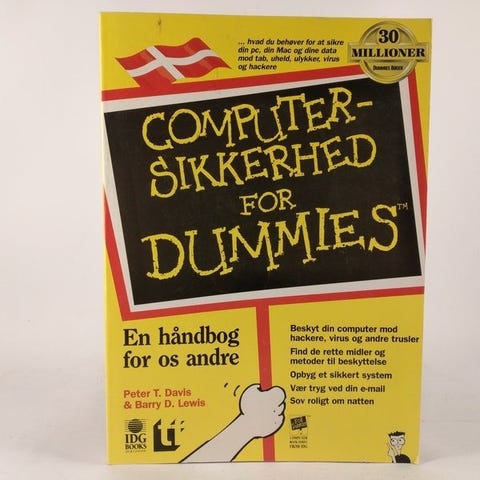 ... hvad du behøver for at sikre
din pc, din Mac og dine data
mod tab, uheld, ulykker, virus
og hackere
30
MILLIONER
DUMMIES BØGER
COMPUTER-
SIKKERHED
FOR
DUMMIES™
En håndbog
for os andre
Peter T. Davis
& Barry D. Lewis
Beskyt din computer mod
hackere, virus og andre trusler
Find de rette midler og
metoder til beskyttelse
Opbyg et sikkert system
Vær tryg ved din e-mail
Sov roligt om natten
IDG
BOOKS